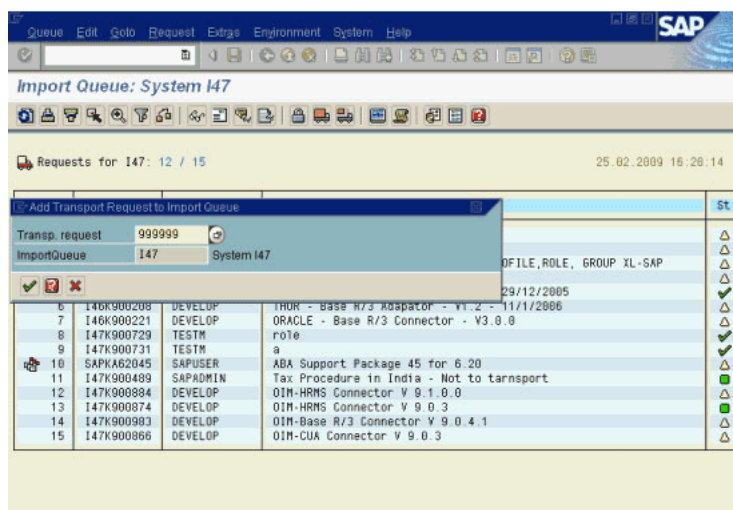 Queue Edit Goto Request Extras Environment System Help
SAP
Import Queue: System I47
Requests for I47: 12 / 15
25.02.2009 16:28:14
St
Add Transport Request to Import Queue
Transp. request 999999
ImportQueue I47 System I47
OFILE,ROLE, GROUP XL-SAP
29/12/2005
6 I46K900208 DEVELOP THOR - Base R/3 Adapator - V1.2 - 11/1/2006
7 I46K900221 DEVELOP ORACLE - Base R/3 Connector - V3.0.0
8 I47K900729 TESTM role
9 I47K900731 TESTM a
10 SAPKA62045 SAPUSER ABA Support Package 45 for 6.20
11 I47K900489 SAPADMIN Tax Procedure in India - Not to tarnsport
12 I47K900884 DEVELOP OIM-HRMS Connector V 9.1.0.0
13 I47K900874 DEVELOP OIM-HRMS Connector V 9.0.3
14 I47K900983 DEVELOP OIM-Base R/3 Connector V 9.0.4.1
15 I47K900866 DEVELOP OIM-CUA Connector V 9.0.3